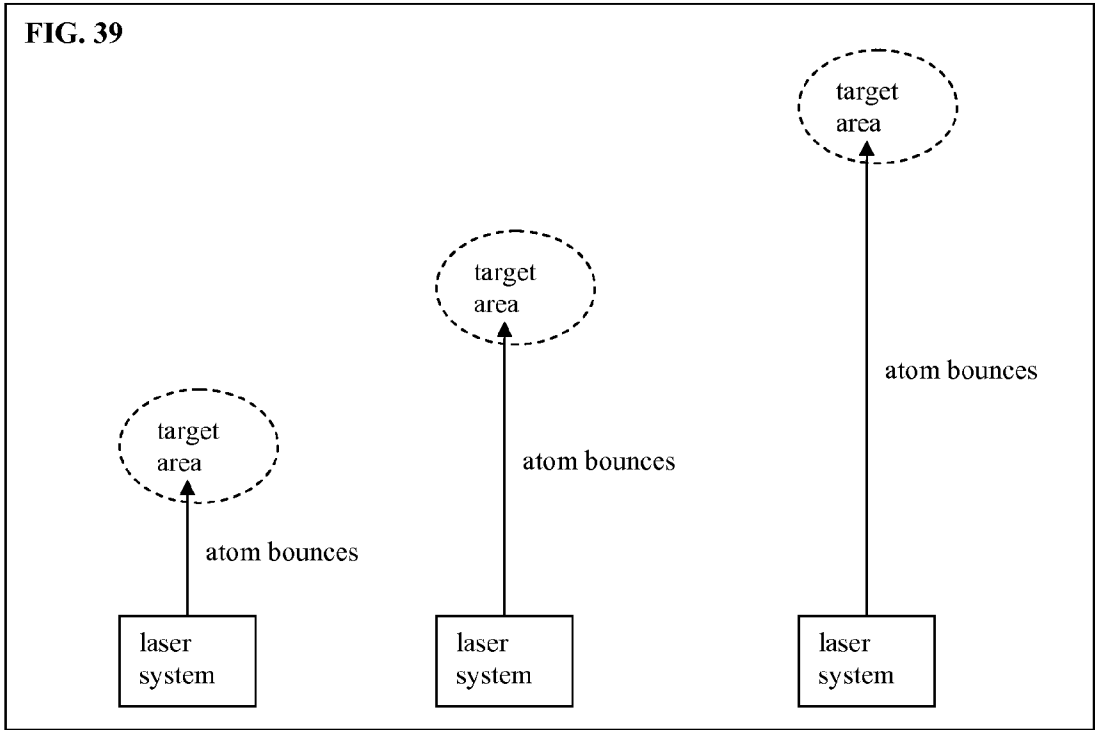 FIG. 39
target
area
target
area
atom bounces
target
area
atom bounces
atom bounces
laser
system
laser
system
laser
system